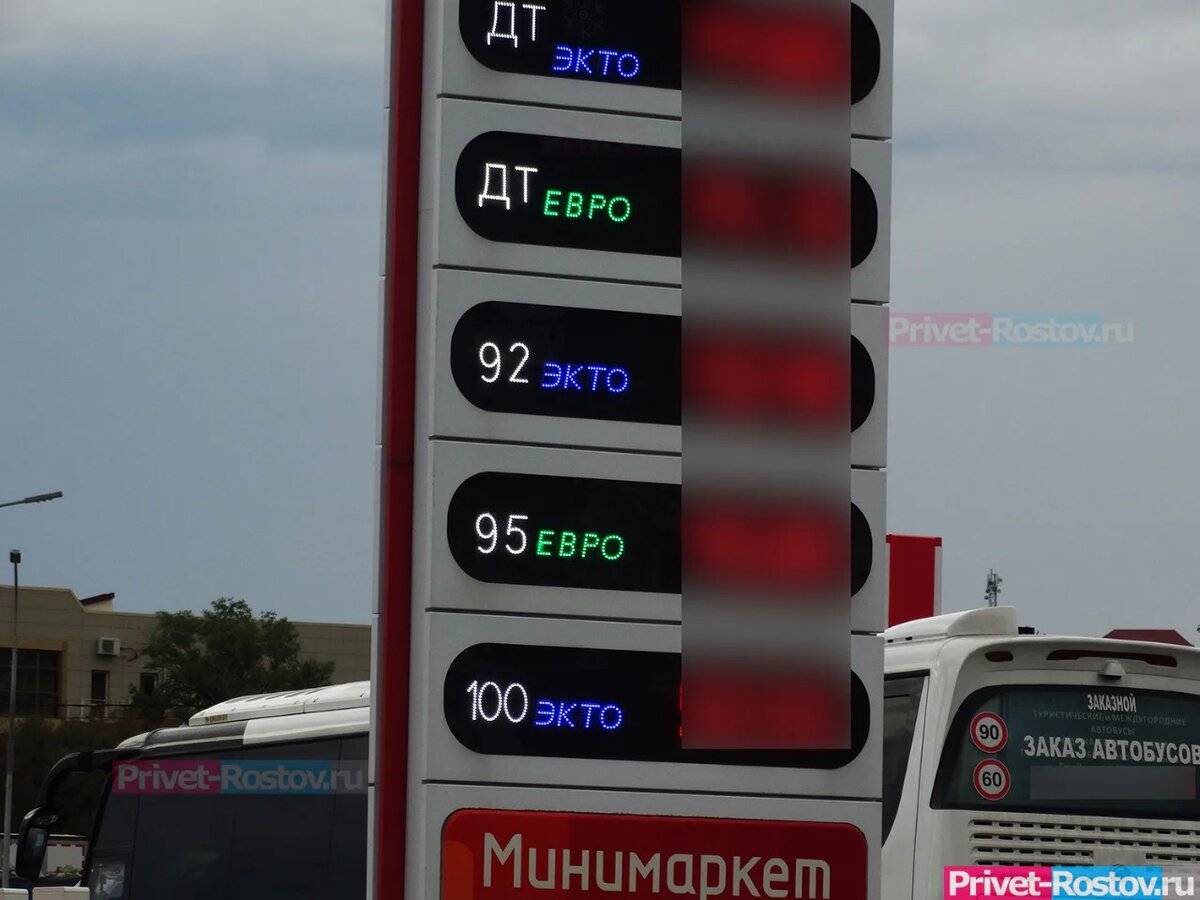 ДТ ЭКТО
ДТ ЕВРО
92 ЭКТО
95 ЕВРО
100 ЭКТО
Минимаркет
Privet-Rostov.ru
Privet-Rostov.ru
ЗАКАЗНОЙ
ТУРИСТИЧЕСКИЕ и МЕЖДУГОРОДНИЕ
АВТОБУСЫ
90
ЗАКАЗ АВТОБУСОВ
60
Privet-Rostov.ru